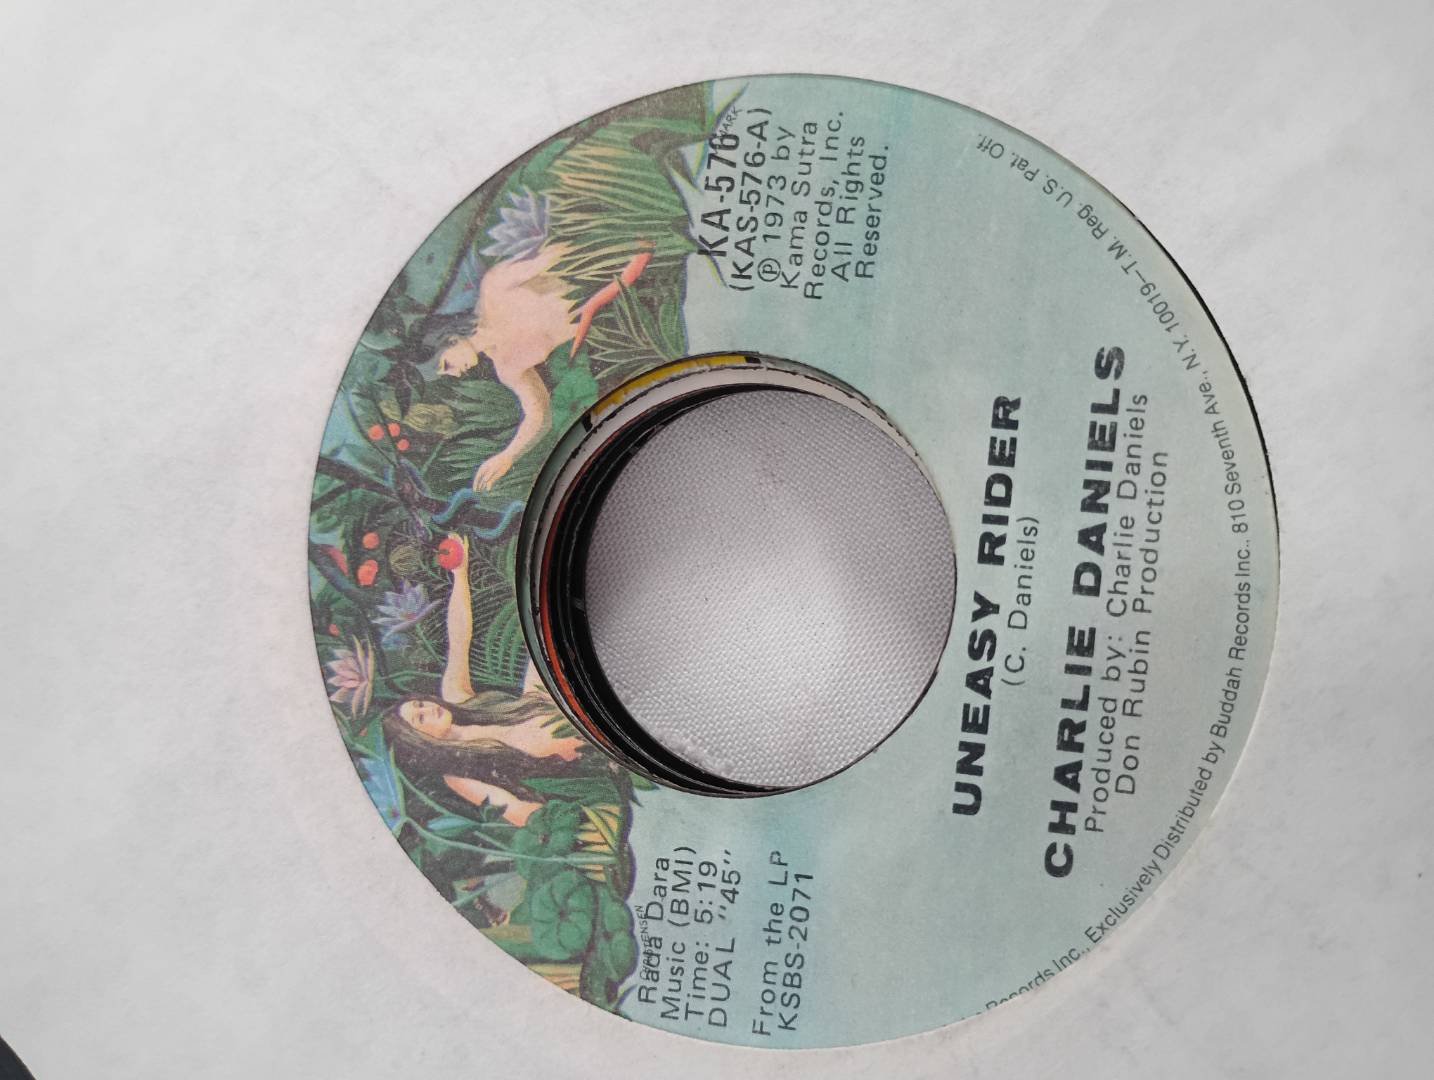 CHRISTENSEN
Rada Dara
Music (BMI)
Time: 5:19
DUAL "45"
From the LP
KSBS-2071
KA-576
(KAS-576-A)
℗ 1973 by
Kama Sutra
Records, Inc.
All Rights
Reserved.
UNEASY RIDER
(C. Daniels)
CHARLIE DANIELS
Produced by: Charlie Daniels
Don Rubin Production
Records Inc., Exclusively Distributed by Buddah Records Inc., 810 Seventh Ave., N.Y. 10019—T.M. Reg. U.S. Pat. Off.